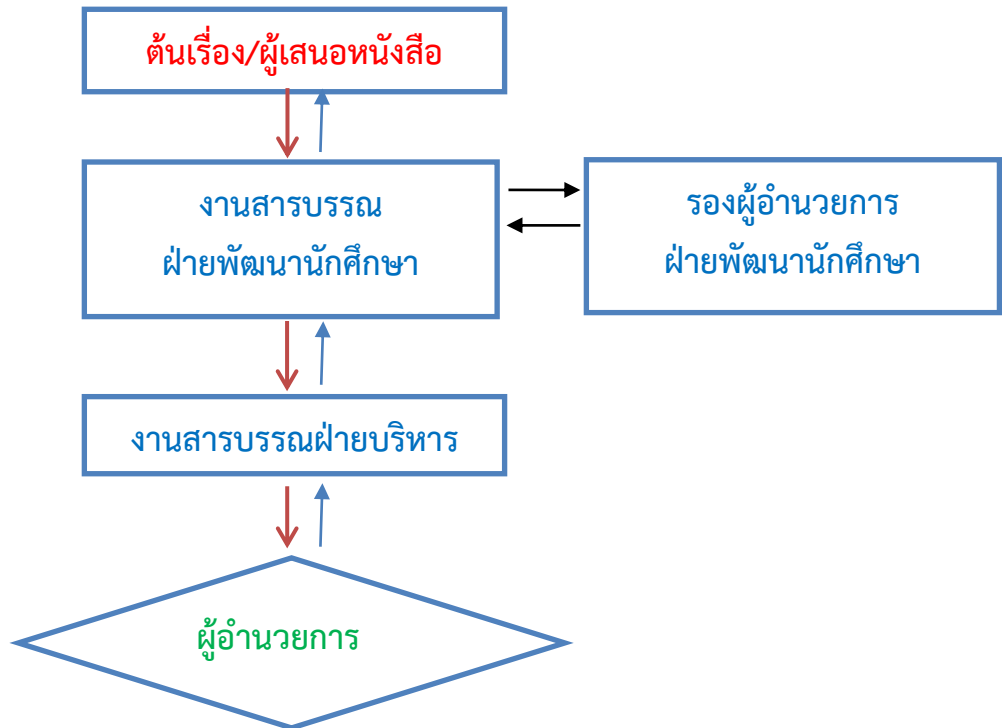 ต้นเรื่อง/ผู้เสนอหนังสือ
งานสารบรรณ
ฝ่ายพัฒนานักศึกษา
รองผู้อำนวยการ
ฝ่ายพัฒนานักศึกษา
งานสารบรรณฝ่ายบริหาร
ผู้อำนวยการ